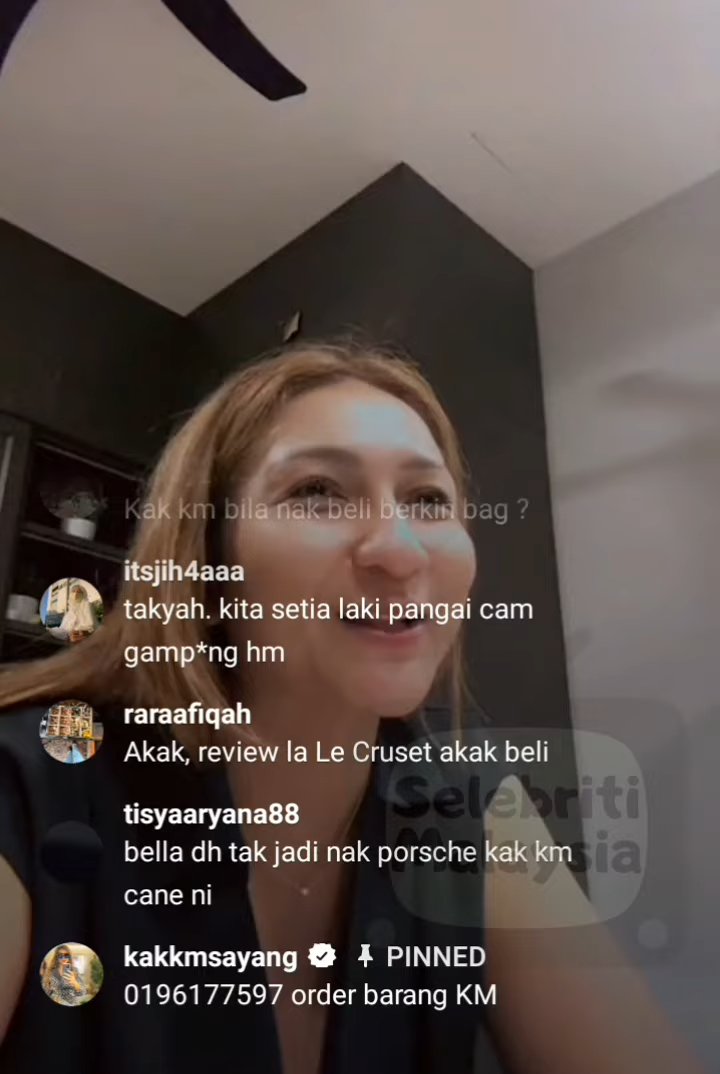 Kak km bila nak beli berkin bag ?
itsjih4aaa
takyah. kita setia laki pangai cam
gamp*ng hm
raraafiqah
Akak, review la Le Cruset akak beli
Selebriti
Malaysia
tisyaaryana88
bella dh tak jadi nak porsche kak km
cane ni
kakkmsayang PINNED
0196177597 order barang KM